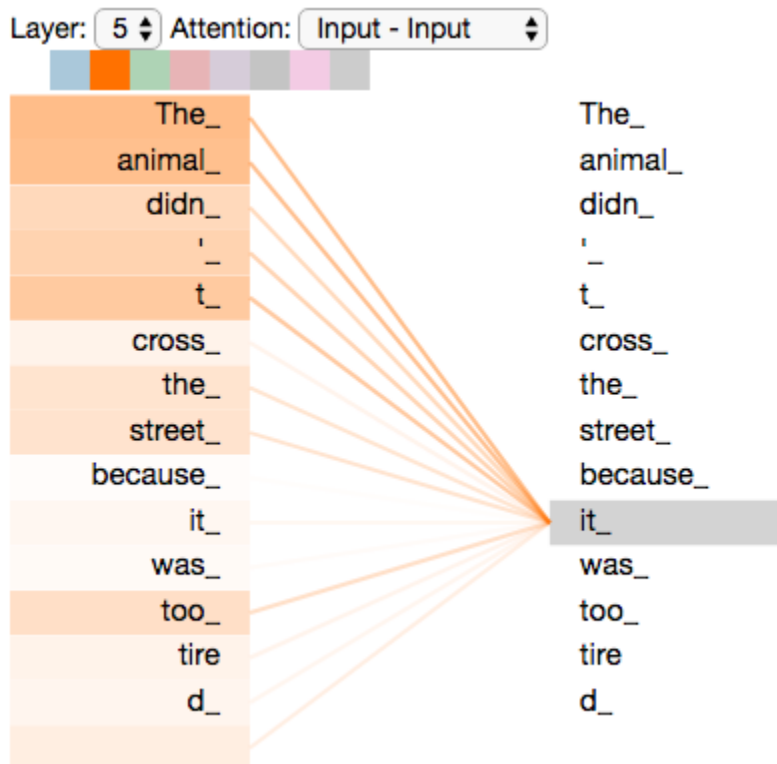 Layer: 5 Attention: Input - Input
The_ The_
animal_ animal_
didn_ didn_
'_ '_
t_ t_
cross_ cross_
the_ the_
street_ street_
because_ because_
it_ it_
was_ was_
too_ too_
tire tire
d_ d_